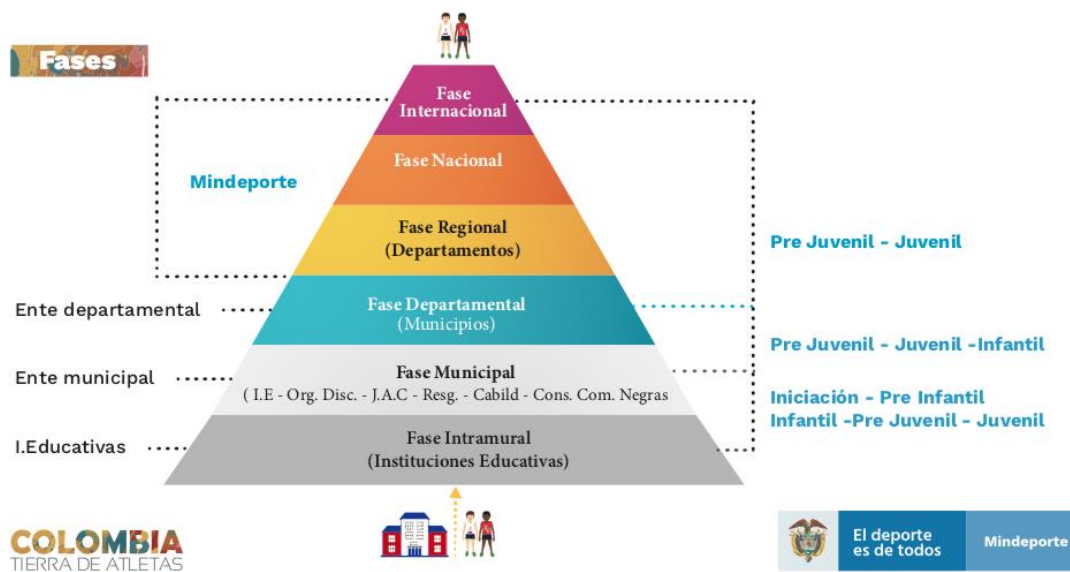 Fases
Fase
Internacional
Fase Nacional
Mindeporte
Fase Regional
(Departamentos)
Pre Juvenil - Juvenil
Ente departamental
Fase Departamental
(Municipios)
Pre Juvenil - Juvenil -Infantil
Ente municipal
Fase Municipal
( I.E - Org. Disc. - J.A.C - Resg. - Cabild - Cons. Com. Negras
Iniciación - Pre Infantil
Infantil -Pre Juvenil - Juvenil
I.Educativas
Fase Intramural
(Instituciones Educativas)
COLOMBIA
TIERRA DE ATLETAS
El deporte
es de todos
Mindeporte